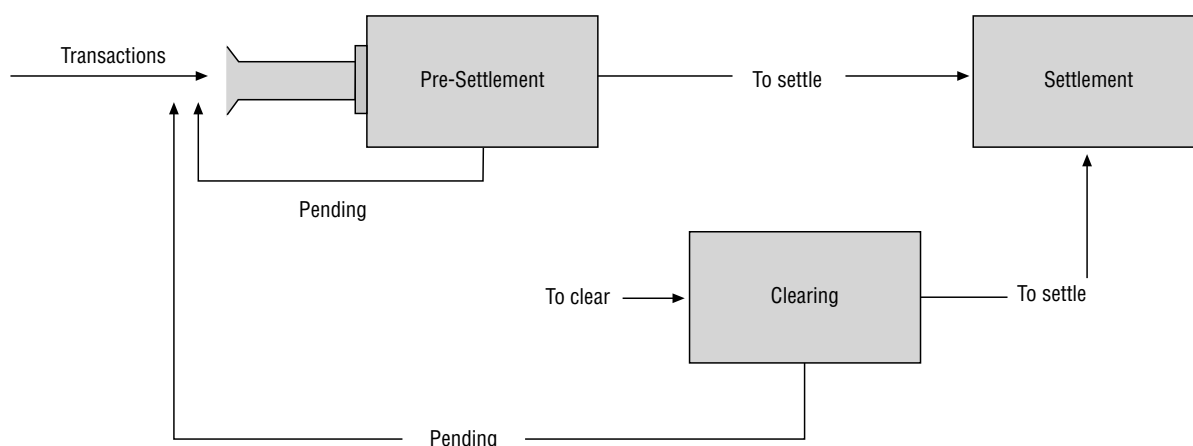 Transactions
Pre-Settlement
To settle
Settlement
Pending
To clear
Clearing
To settle
Pending